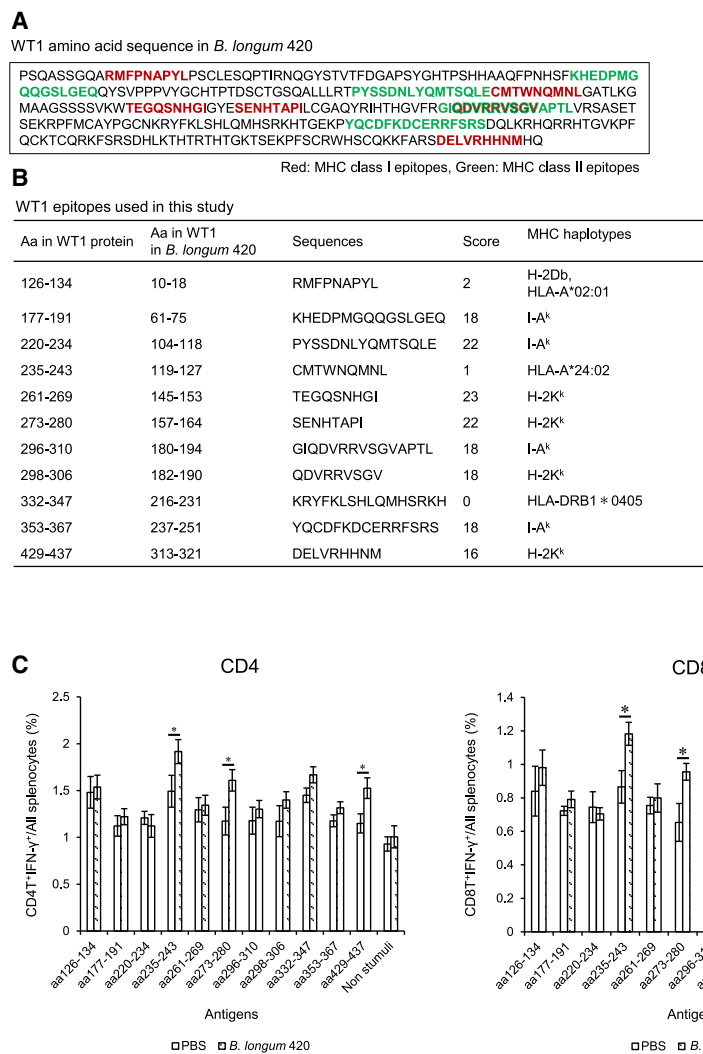 A
WT1 amino acid sequence in B. longum 420
PSQASSGQARMFPNAPYLPSCLESQPTIRNQGYSTVTFDGAPSYGHTPSHHAAQFPNHSFKHEDPMG
QQGSLGEQQYSVPPPVYGCHTPTDSCTGSQALLLRTPYSSDNLYQMTSQLECMTWNQMNLGATLKG
MAAGSSSSVKWTEGQSNHGIGYESENHTAPILCGAQYRIHTHGVFRGIQDVRRVSGVAPTLVRSASET
SEKRPFMCAYPGCNKRYFKLSHLQMHSRKHTGEKPYQCDFKDCERRFSRSDQLKRHQRRHTGVKPF
QCKTCQRKFSRSDHLKTHTRTHTGKTSEKPFSCRWHSCQKKFARSDELVRHHNMHQ
Red: MHC class I epitopes, Green: MHC class II epitopes
B
WT1 epitopes used in this study
Aa in WT1 protein Aa in WT1 in B. longum 420 Sequences Score MHC haplotypes
126-134 10-18 RMFPNAPYL 2 H-2Db, HLA-A*02:01
177-191 61-75 KHEDPMGQQGSLGEQ 18 I-Aᵏ
220-234 104-118 PYSSDNLYQMTSQLE 22 I-Aᵏ
235-243 119-127 CMTWNQMNL 1 HLA-A*24:02
261-269 145-153 TEGQSNHGI 23 H-2Kᵏ
273-280 157-164 SENHTAPI 22 H-2Kᵏ
296-310 180-194 GIQDVRRVSGVAPTL 18 I-Aᵏ
298-306 182-190 QDVRRVSGV 18 H-2Kᵏ
332-347 216-231 KRYFKLSHLQMHSRKH 0 HLA-DRB1＊0405
353-367 237-251 YQCDFKDCERRFSRS 18 I-Aᵏ
429-437 313-321 DELVRHHNM 16 H-2Kᵏ
C
CD4
CD4T⁺IFN-γ⁺/All splenocytes (%)
2.5
2
1.5
1
0.5
0
* * *
aa126-134 aa177-191 aa220-234 aa235-243 aa261-269 aa273-280 aa296-310 aa298-306 aa332-347 aa353-367 aa429-437 Non stumuli
Antigens
PBS B. longum 420
CD8
CD8T⁺IFN-γ⁺/All splenocytes (%)
1.4
1.2
1
0.8
0.6
0.4
0.2
0
* *
aa126-134 aa177-191 aa220-234 aa235-243 aa261-269 aa273-280 aa296-31
Antige
PBS B.